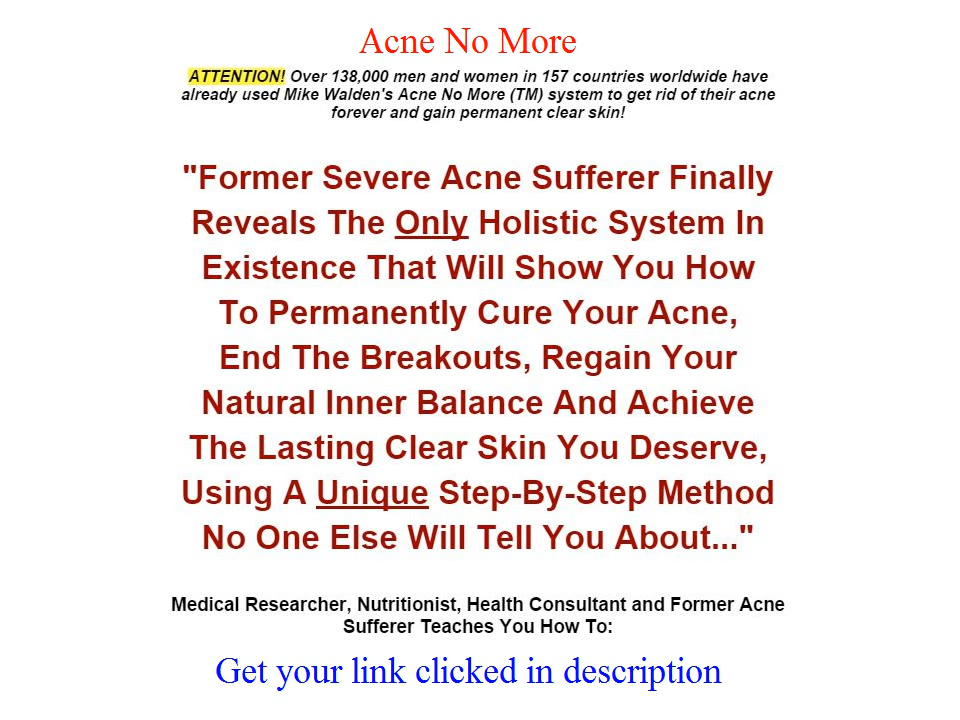 Acne No More
ATTENTION! Over 138,000 men and women in 157 countries worldwide have
already used Mike Walden's Acne No More (TM) system to get rid of their acne
forever and gain permanent clear skin!
"Former Severe Acne Sufferer Finally
Reveals The Only Holistic System In
Existence That Will Show You How
To Permanently Cure Your Acne,
End The Breakouts, Regain Your
Natural Inner Balance And Achieve
The Lasting Clear Skin You Deserve,
Using A Unique Step-By-Step Method
No One Else Will Tell You About..."
Medical Researcher, Nutritionist, Health Consultant and Former Acne
Sufferer Teaches You How To:
Get your link clicked in description